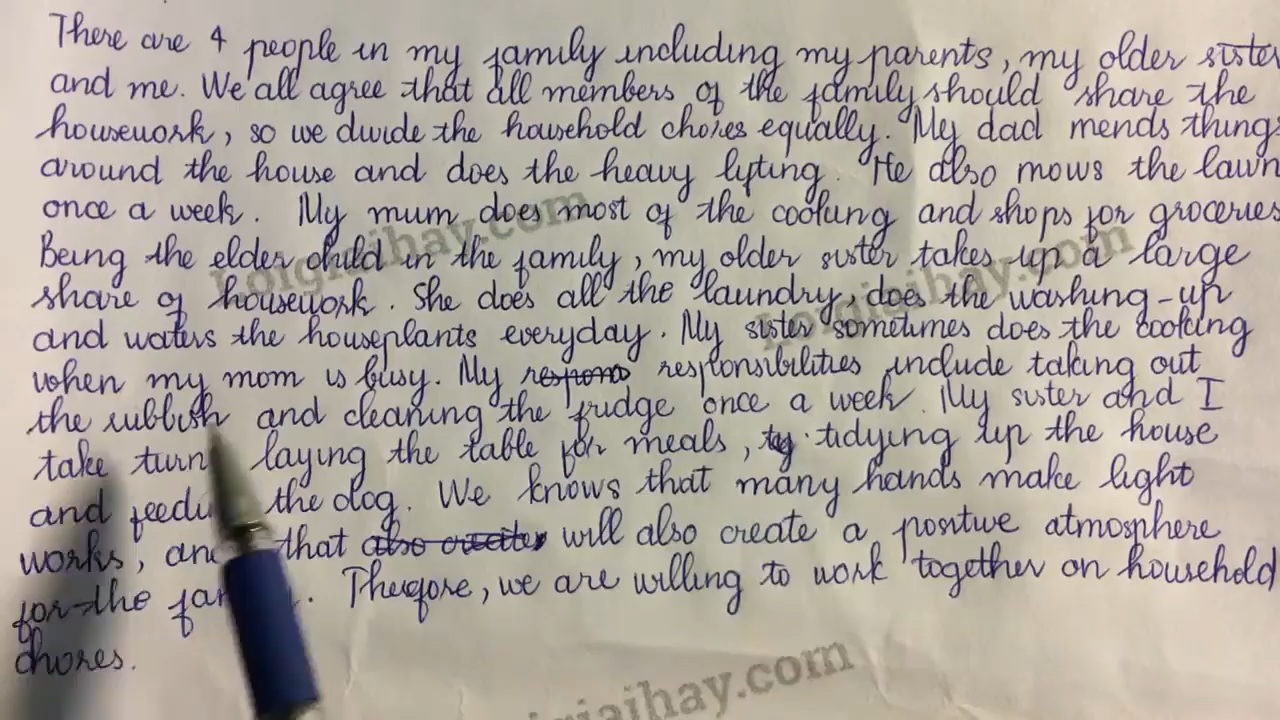 There are 4 people in my family including my parents, my older sister
and me. We all agree that all members of the family should share the
housework, so we divide the household chores equally. My dad mends things
around the house and does the heavy lifting. He also mows the lawn
once a week. My mum does most of the cooking and shops for groceries
Being the elder child in the family, my older sister takes up a large
share of housework. She does all the laundry, does the washing-up
and waters the houseplants everyday. My sister sometimes does the cooking
when my mom is busy. My respons responsibilities include taking out
the rubbish and cleaning the fridge once a week. My sister and I
take turn laying the table for meals, ty tidying up the house
and feedi the dog. We knows that many hands make light
works, and that also creates will also create a positive atmosphere
for the fam. Therefore, we are willing to work together on household
chores.
loigiaihay.com
loigiaihay.com
loigiaihay.com